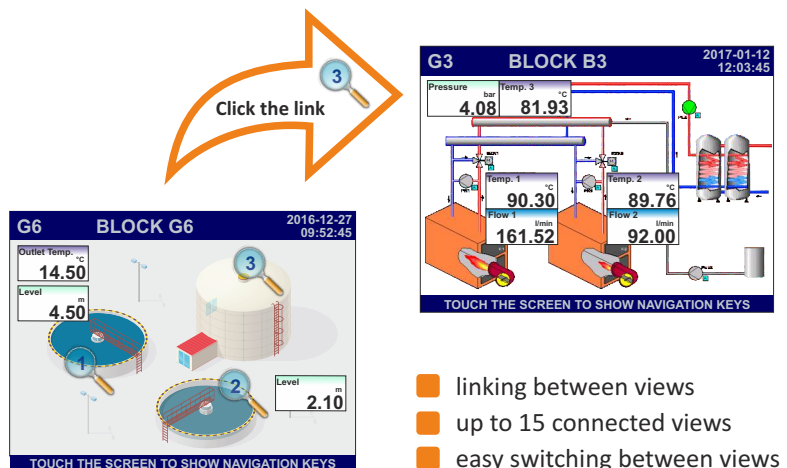 3
Click the link
G3 BLOCK B3 2017-01-12
12:03:45
Pressure
bar
4.08
Temp. 3
°C
81.93
Temp. 1
°C
90.30
Flow 1
l/min
161.52
Temp. 2
°C
89.76
Flow 2
l/min
92.00
TOUCH THE SCREEN TO SHOW NAVIGATION KEYS
G6 BLOCK G6 2016-12-27
09:52:45
Outlet Temp.
°C
14.50
Level
m
4.50
3
1
2
Level
m
2.10
TOUCH THE SCREEN TO SHOW NAVIGATION KEYS
linking between views
up to 15 connected views
easy switching between views